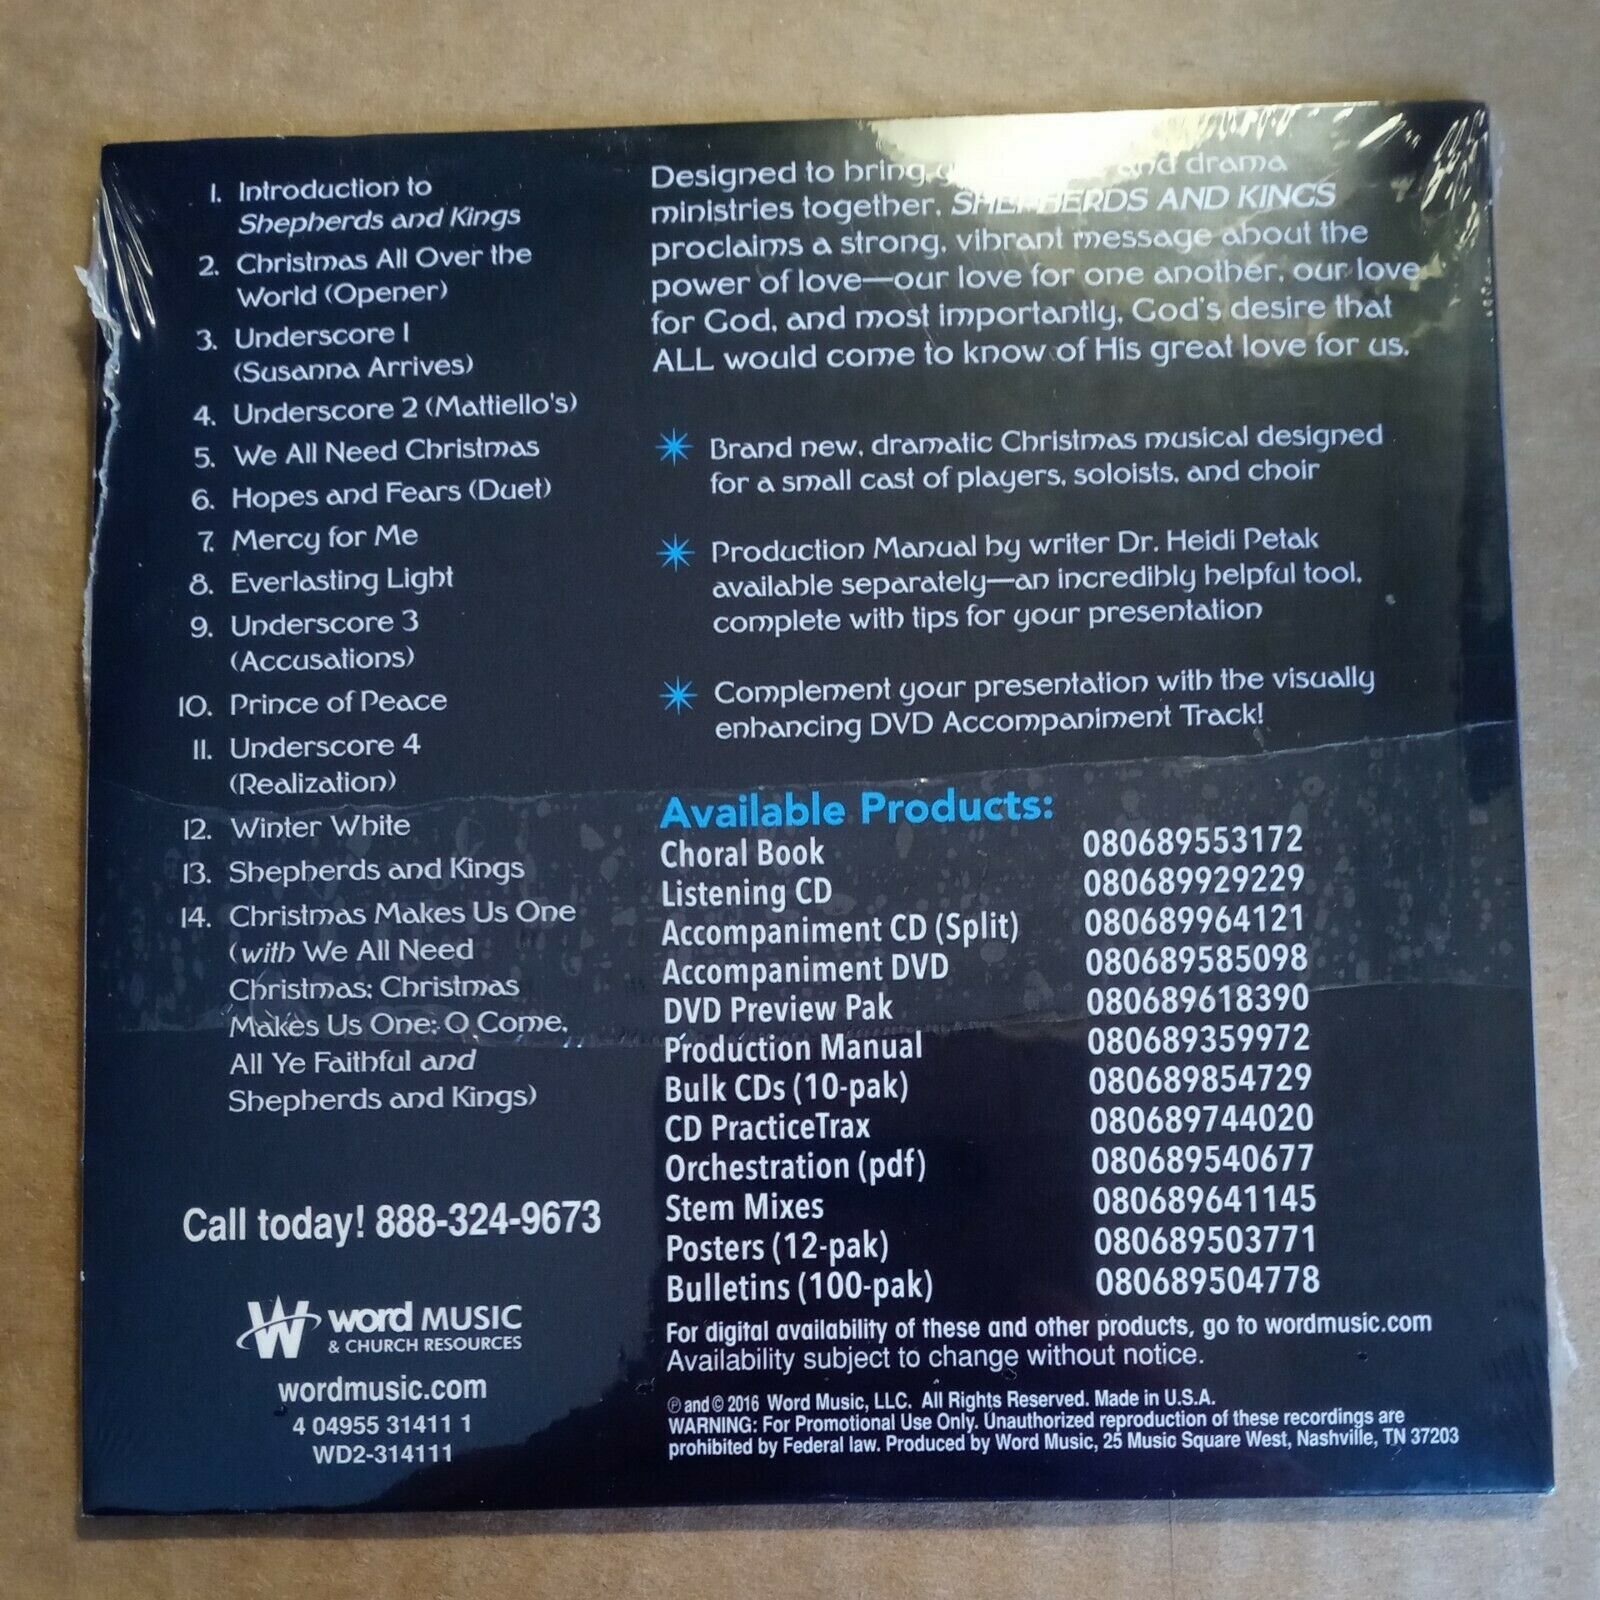 1. Introduction to
Shepherds and Kings
2. Christmas All Over the
World (Opener)
3. Underscore 1
(Susanna Arrives)
4. Underscore 2 (Mattiello's)
5. We All Need Christmas
6. Hopes and Fears (Duet)
7. Mercy for Me
8. Everlasting Light
9. Underscore 3
(Accusations)
10. Prince of Peace
11. Underscore 4
(Realization)
12. Winter White
13. Shepherds and Kings
14. Christmas Makes Us One
(with We All Need
Christmas; Christmas
Makes Us One; O Come,
All Ye Faithful and
Shepherds and Kings)
Call today! 888-324-9673
word MUSIC
& CHURCH RESOURCES
wordmusic.com
4 04955 31411 1
WD2-314111
Designed to bring and drama
ministries together, SHEPHERDS AND KINGS
proclaims a strong, vibrant message about the
power of love—our love for one another, our love
for God, and most importantly, God's desire that
ALL would come to know of His great love for us.
Brand new, dramatic Christmas musical designed
for a small cast of players, soloists, and choir
Production Manual by writer Dr. Heidi Petak
available separately—an incredibly helpful tool,
complete with tips for your presentation
Complement your presentation with the visually
enhancing DVD Accompaniment Track!
Available Products:
Choral Book 080689553172
Listening CD 080689929229
Accompaniment CD (Split) 080689964121
Accompaniment DVD 080689585098
DVD Preview Pak 080689618390
Production Manual 080689359972
Bulk CDs (10-pak) 080689854729
CD PracticeTrax 080689744020
Orchestration (pdf) 080689540677
Stem Mixes 080689641145
Posters (12-pak) 080689503771
Bulletins (100-pak) 080689504778
For digital availability of these and other products, go to wordmusic.com
Availability subject to change without notice.
℗ and © 2016 Word Music, LLC. All Rights Reserved. Made in U.S.A.
WARNING: For Promotional Use Only. Unauthorized reproduction of these recordings are
prohibited by Federal law. Produced by Word Music, 25 Music Square West, Nashville, TN 37203